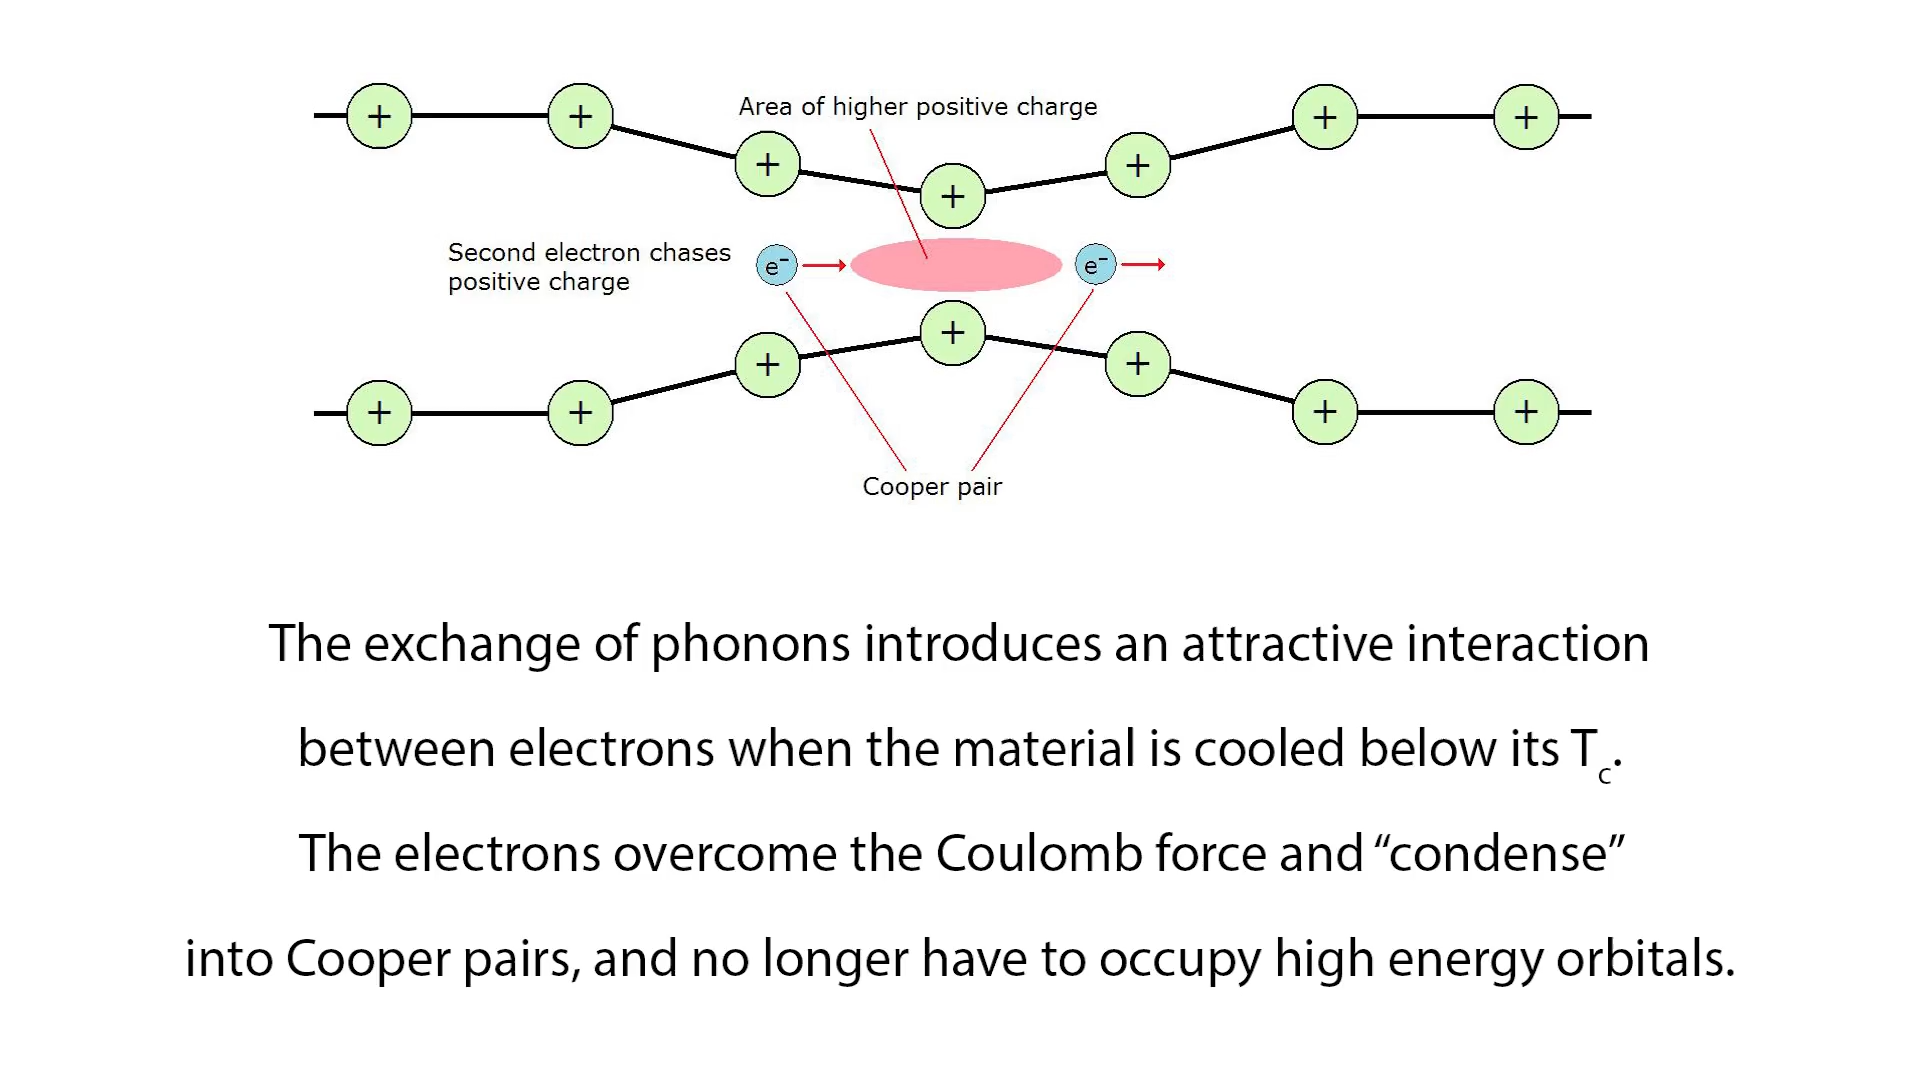 + +
Area of higher positive charge
+ +
+ + +
Second electron chases
positive charge
e⁻ e⁻
+
+ +
+ + + +
Cooper pair
The exchange of phonons introduces an attractive interaction
between electrons when the material is cooled below its Tc.
The electrons overcome the Coulomb force and “condense”
into Cooper pairs, and no longer have to occupy high energy orbitals.